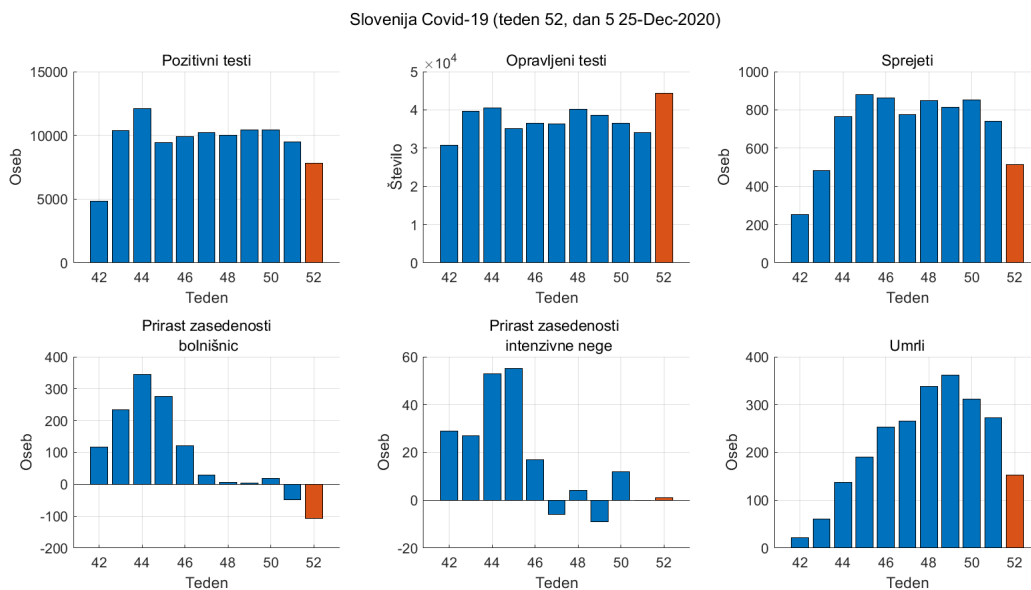 Slovenija Covid-19 (teden 52, dan 5 25-Dec-2020)
Pozitivni testi
15000
10000
5000
0
Oseb
42 44 46 48 50 52
Teden
Opravljeni testi
×10^4
5
4
3
2
1
0
Število
42 44 46 48 50 52
Teden
Sprejeti
1000
800
600
400
200
0
Oseb
42 44 46 48 50 52
Teden
Prirast zasedenosti
bolnišnic
400
300
200
100
0
-100
-200
Oseb
42 44 46 48 50 52
Teden
Prirast zasedenosti
intenzivne nege
60
40
20
0
-20
Oseb
42 44 46 48 50 52
Teden
Umrli
400
300
200
100
0
Oseb
42 44 46 48 50 52
Teden